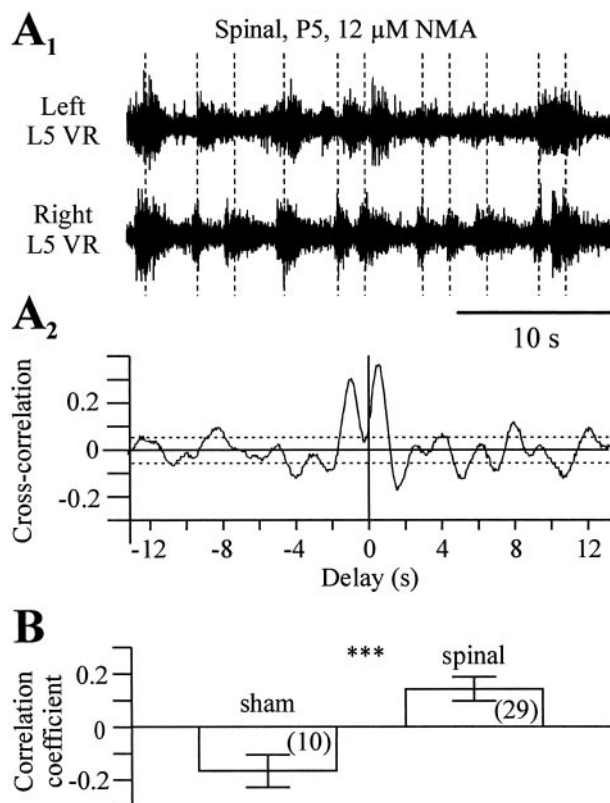 A1
Spinal, P5, 12 µM NMA
Left
L5 VR
Right
L5 VR
10 s
A2
Cross-correlation
0.2
0
-0.2
-12 -8 -4 0 4 8 12
Delay (s)
B
Correlation
coefficient
0.2
0
-0.2
sham
(10)
***
spinal
(29)